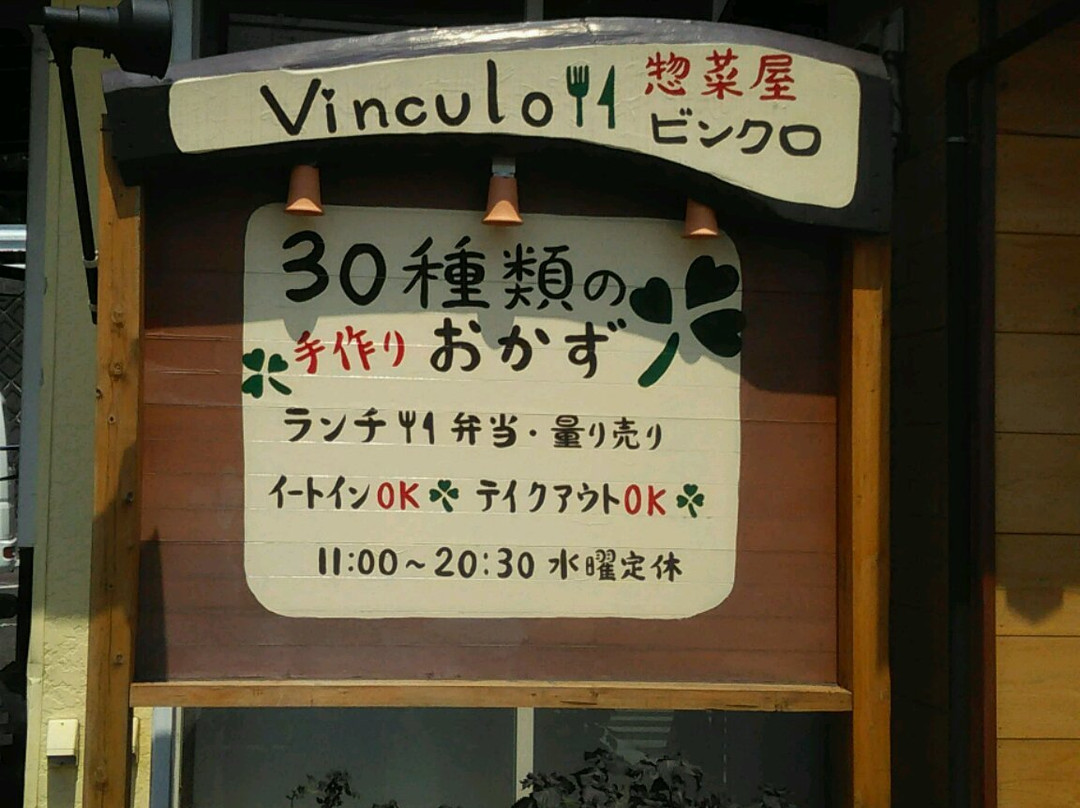 Vinculo 惣菜屋
ビンクロ
30種類の
手作り おかず
ランチ 弁当・量り売り
イートインOK テイクアウトOK
11:00～20:30 水曜定休